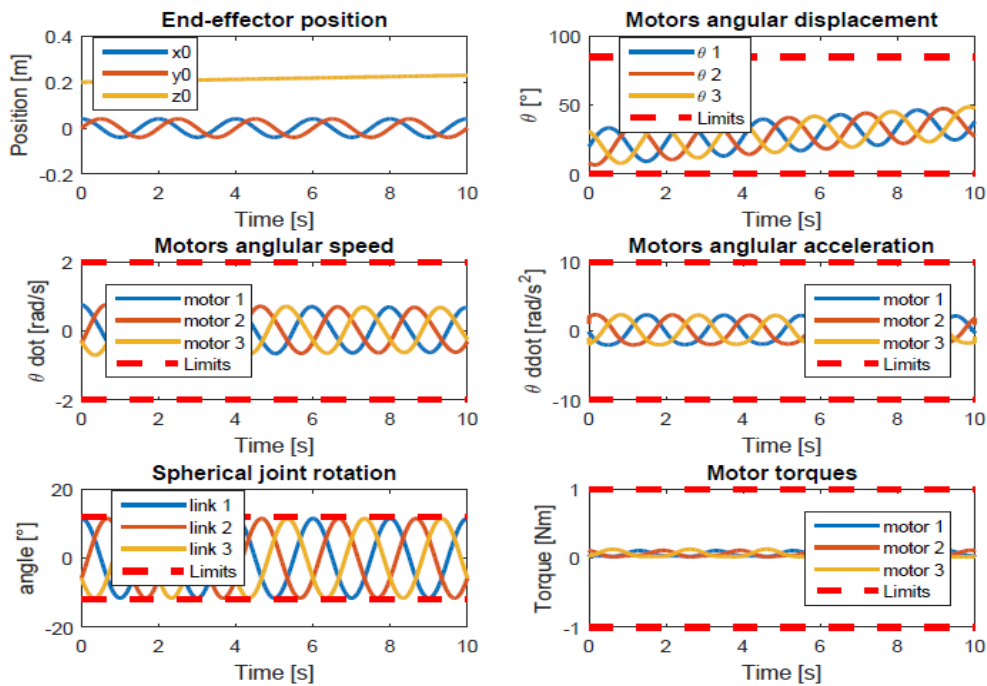 End-effector position
0.4
0.2
0
-0.2
Position [m]
x0
y0
z0
0 2 4 6 8 10
Time [s]
Motors angular displacement
100
50
0
θ [°]
θ 1
θ 2
θ 3
Limits
0 2 4 6 8 10
Time [s]
Motors anglular speed
2
0
-2
θ dot [rad/s]
motor 1
motor 2
motor 3
Limits
0 2 4 6 8 10
Time [s]
Motors angular acceleration
10
0
-10
θ ddot [rad/s²]
motor 1
motor 2
motor 3
Limits
0 2 4 6 8 10
Time [s]
Spherical joint rotation
20
0
-20
angle [°]
link 1
link 2
link 3
Limits
0 2 4 6 8 10
Time [s]
Motor torques
1
0
-1
Torque [Nm]
motor 1
motor 2
motor 3
Limits
0 2 4 6 8 10
Time [s]